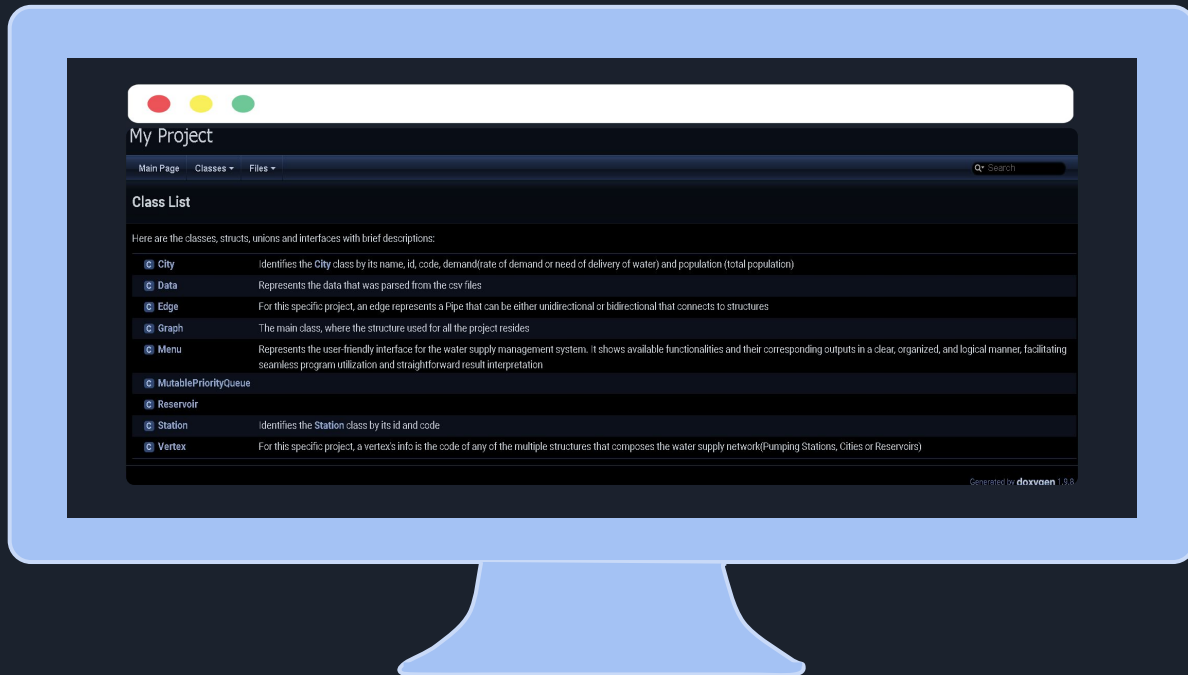 My Project
Main Page Classes Files Search
Class List
Here are the classes, structs, unions and interfaces with brief descriptions:
C City Identifies the City class by its name, id, code, demand(rate of demand or need of delivery of water) and population (total population)
C Data Represents the data that was parsed from the csv files
C Edge For this specific project, an edge represents a Pipe that can be either unidirectional or bidirectional that connects to structures
C Graph The main class, where the structure used for all the project resides
C Menu Represents the user-friendly interface for the water supply management system. It shows available functionalities and their corresponding outputs in a clear, organized, and logical manner, facilitating
seamless program utilization and straightforward result interpretation
C MutablePriorityQueue
C Reservoir
C Station Identifies the Station class by its id and code
C Vertex For this specific project, a vertex's info is the code of any of the multiple structures that composes the water supply network(Pumping Stations, Cities or Reservoirs)
Generated by doxygen 1.9.8